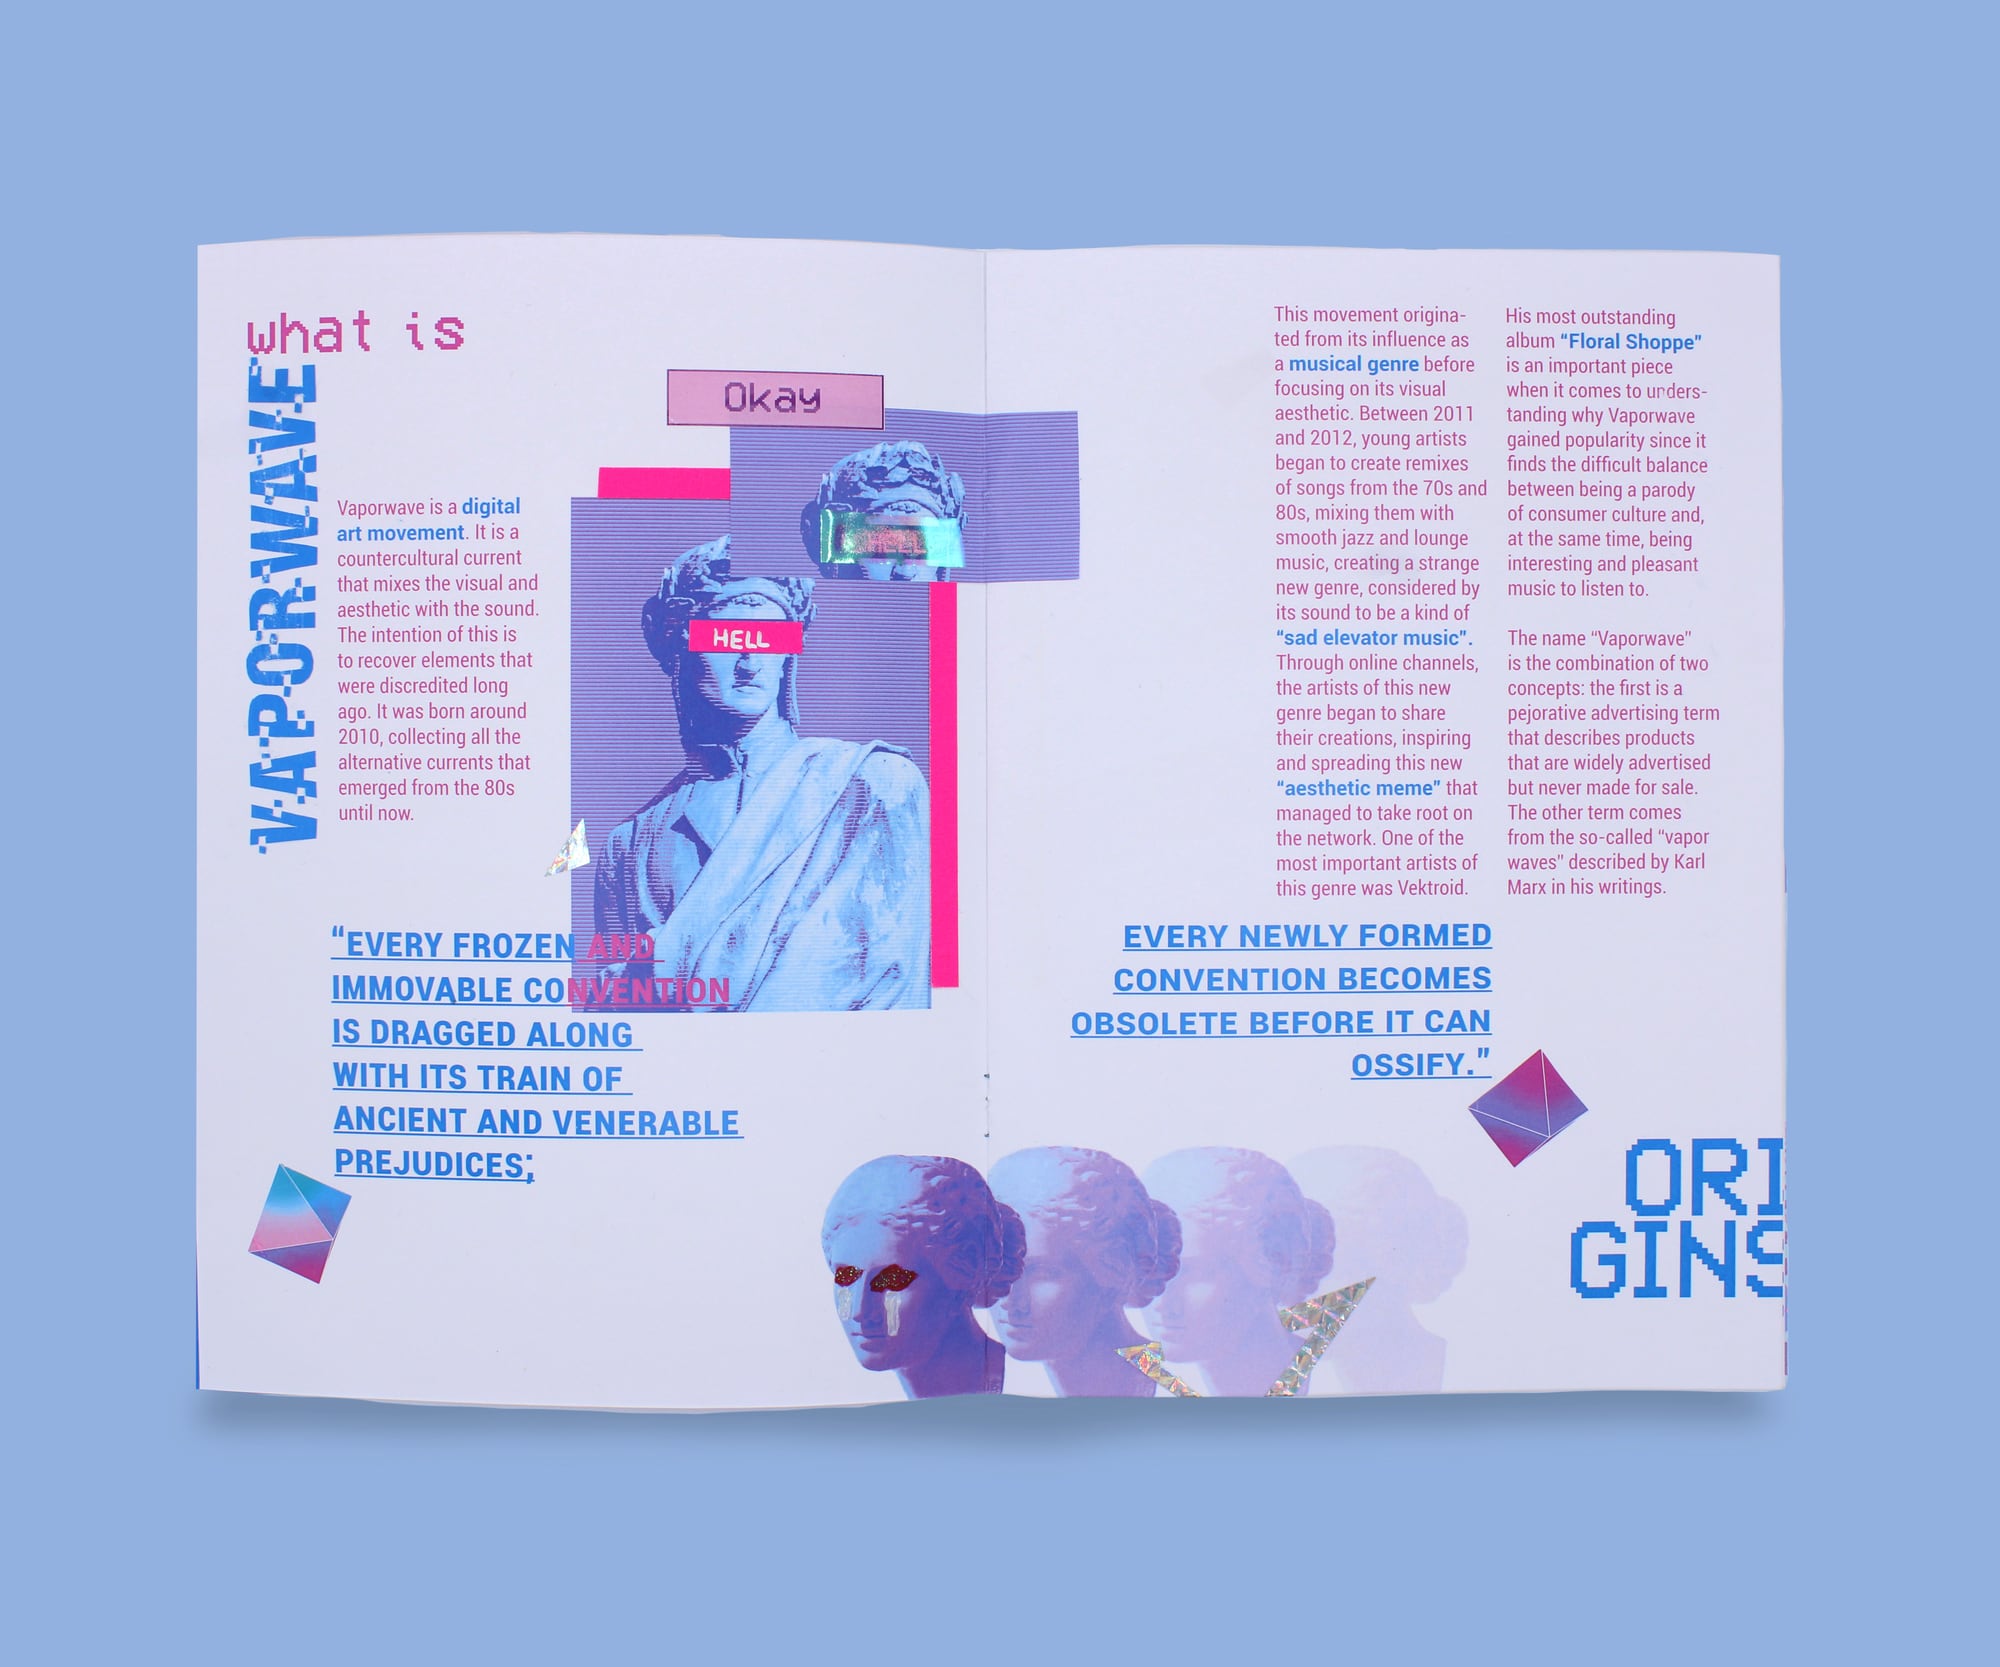 what is
VAPORWAVE
Vaporwave is a digital
art movement. It is a
countercultural current
that mixes the visual and
aesthetic with the sound.
The intention of this is
to recover elements that
were discredited long
ago. It was born around
2010, collecting all the
alternative currents that
emerged from the 80s
until now.
Okay
HELL
“EVERY FROZEN AND
IMMOVABLE CONVENTION
IS DRAGGED ALONG
WITH ITS TRAIN OF
ANCIENT AND VENERABLE
PREJUDICES;
This movement origina-
ted from its influence as
a musical genre before
focusing on its visual
aesthetic. Between 2011
and 2012, young artists
began to create remixes
of songs from the 70s and
80s, mixing them with
smooth jazz and lounge
music, creating a strange
new genre, considered by
its sound to be a kind of
“sad elevator music”.
Through online channels,
the artists of this new
genre began to share
their creations, inspiring
and spreading this new
“aesthetic meme” that
managed to take root on
the network. One of the
most important artists of
this genre was Vektroid.
His most outstanding
album “Floral Shoppe”
is an important piece
when it comes to unders-
tanding why Vaporwave
gained popularity since it
finds the difficult balance
between being a parody
of consumer culture and,
at the same time, being
interesting and pleasant
music to listen to.
The name “Vaporwave”
is the combination of two
concepts: the first is a
pejorative advertising term
that describes products
that are widely advertised
but never made for sale.
The other term comes
from the so-called “vapor
waves” described by Karl
Marx in his writings.
EVERY NEWLY FORMED
CONVENTION BECOMES
OBSOLETE BEFORE IT CAN
OSSIFY.”
ORI
GINS